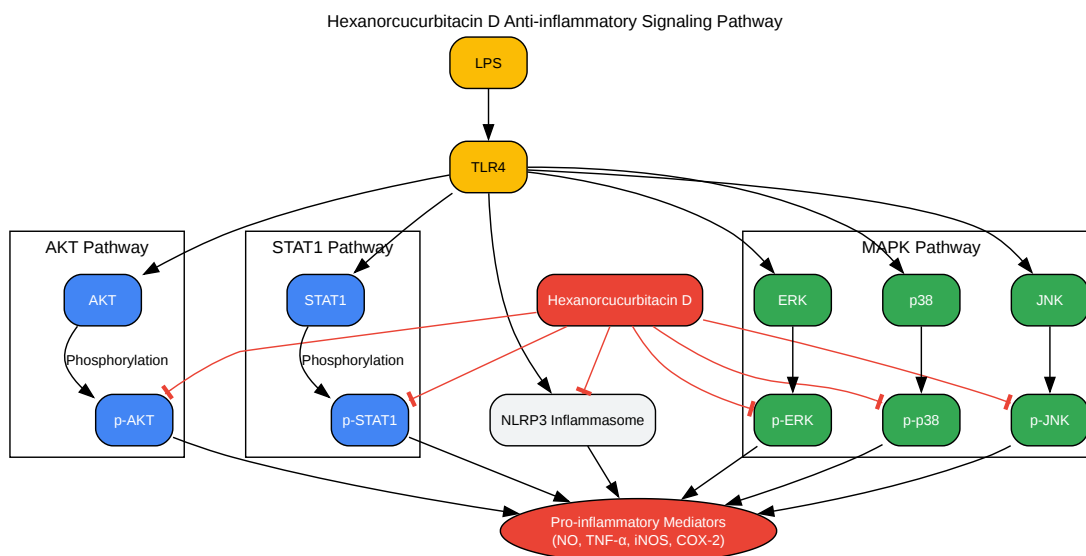 Hexanorcucurbitacin D Anti-inflammatory Signaling Pathway
LPS
TLR4
AKT Pathway
STAT1 Pathway
MAPK Pathway
AKT
STAT1
Hexanorcucurbitacin D
ERK
p38
JNK
Phosphorylation
Phosphorylation
p-AKT
p-STAT1
NLRP3 Inflammasome
p-ERK
p-p38
p-JNK
Pro-inflammatory Mediators
(NO, TNF-α, iNOS, COX-2)